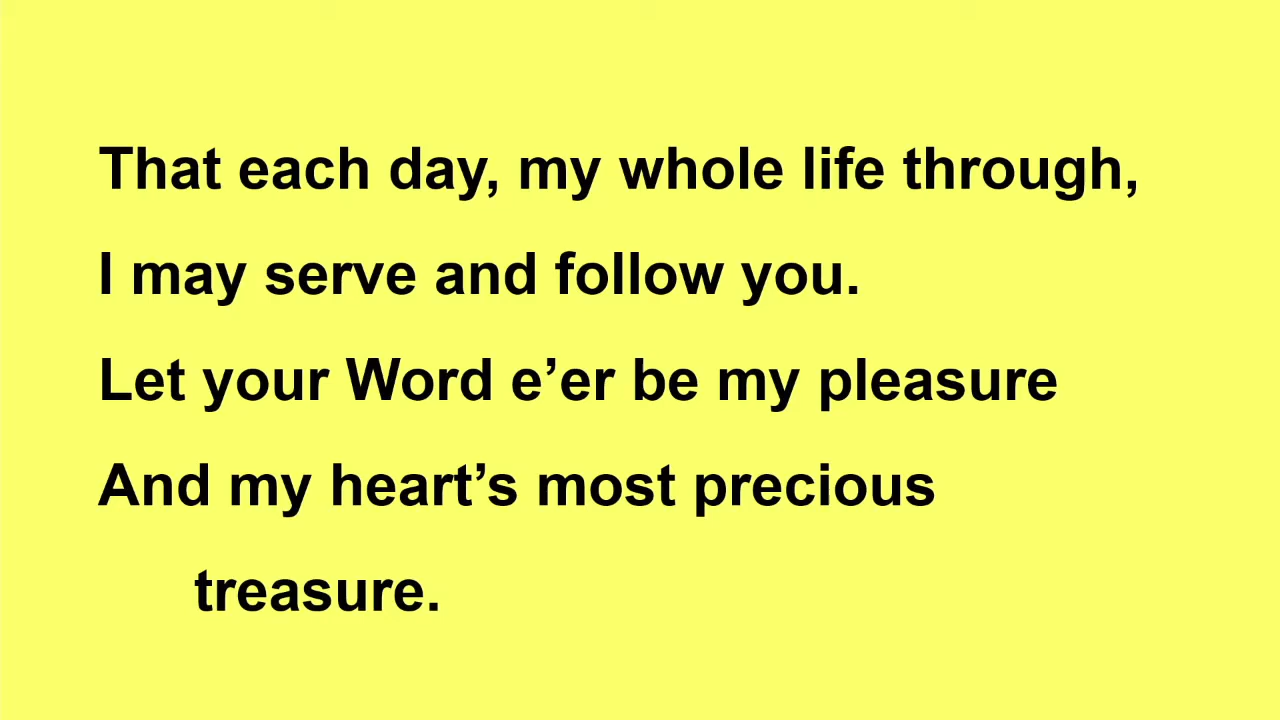 That each day, my whole life through,
I may serve and follow you.
Let your Word e’er be my pleasure
And my heart’s most precious
treasure.